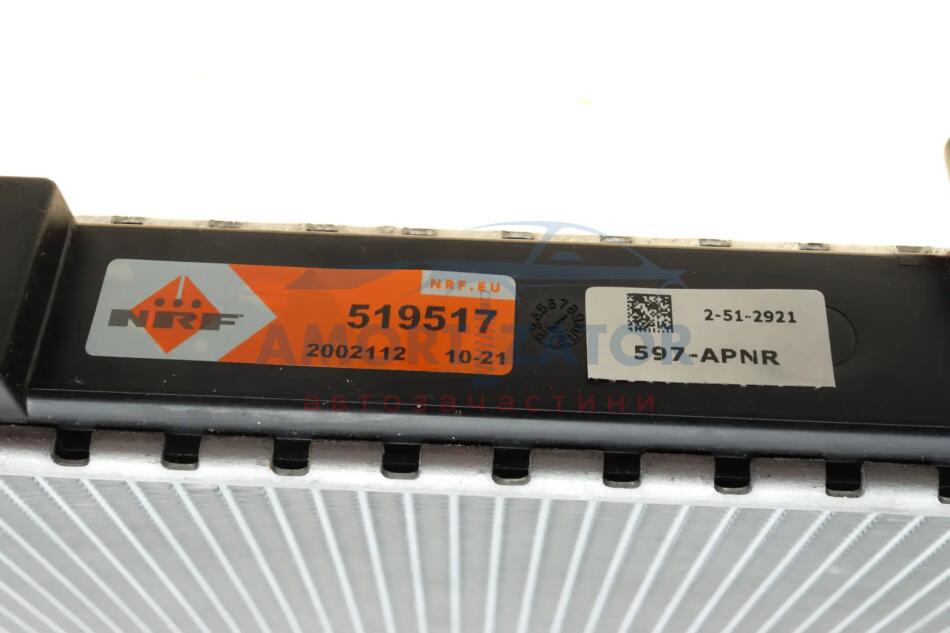 NRF.EU
NRF
519517
2002112 10-21
2-51-2921
597-APNR
AMORTIZATOR
автозапчастини